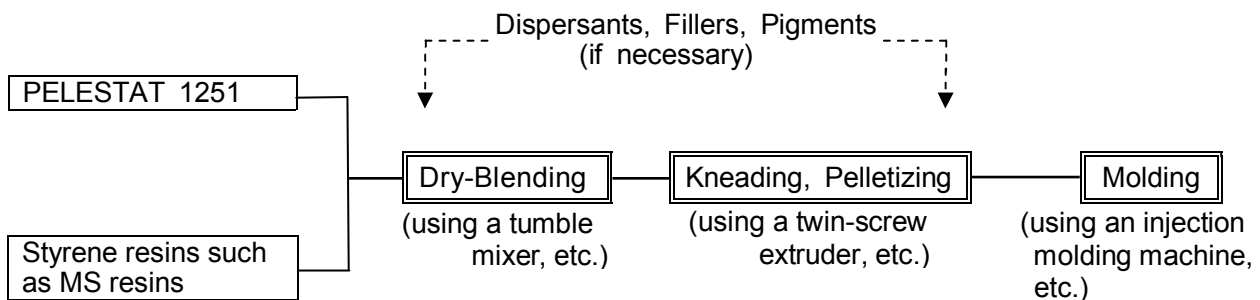 Dispersants, Fillers, Pigments
(if necessary)
PELESTAT 1251
Styrene resins such
as MS resins
Dry-Blending
(using a tumble
mixer, etc.)
Kneading, Pelletizing
(using a twin-screw
extruder, etc.)
Molding
(using an injection
molding machine,
etc.)